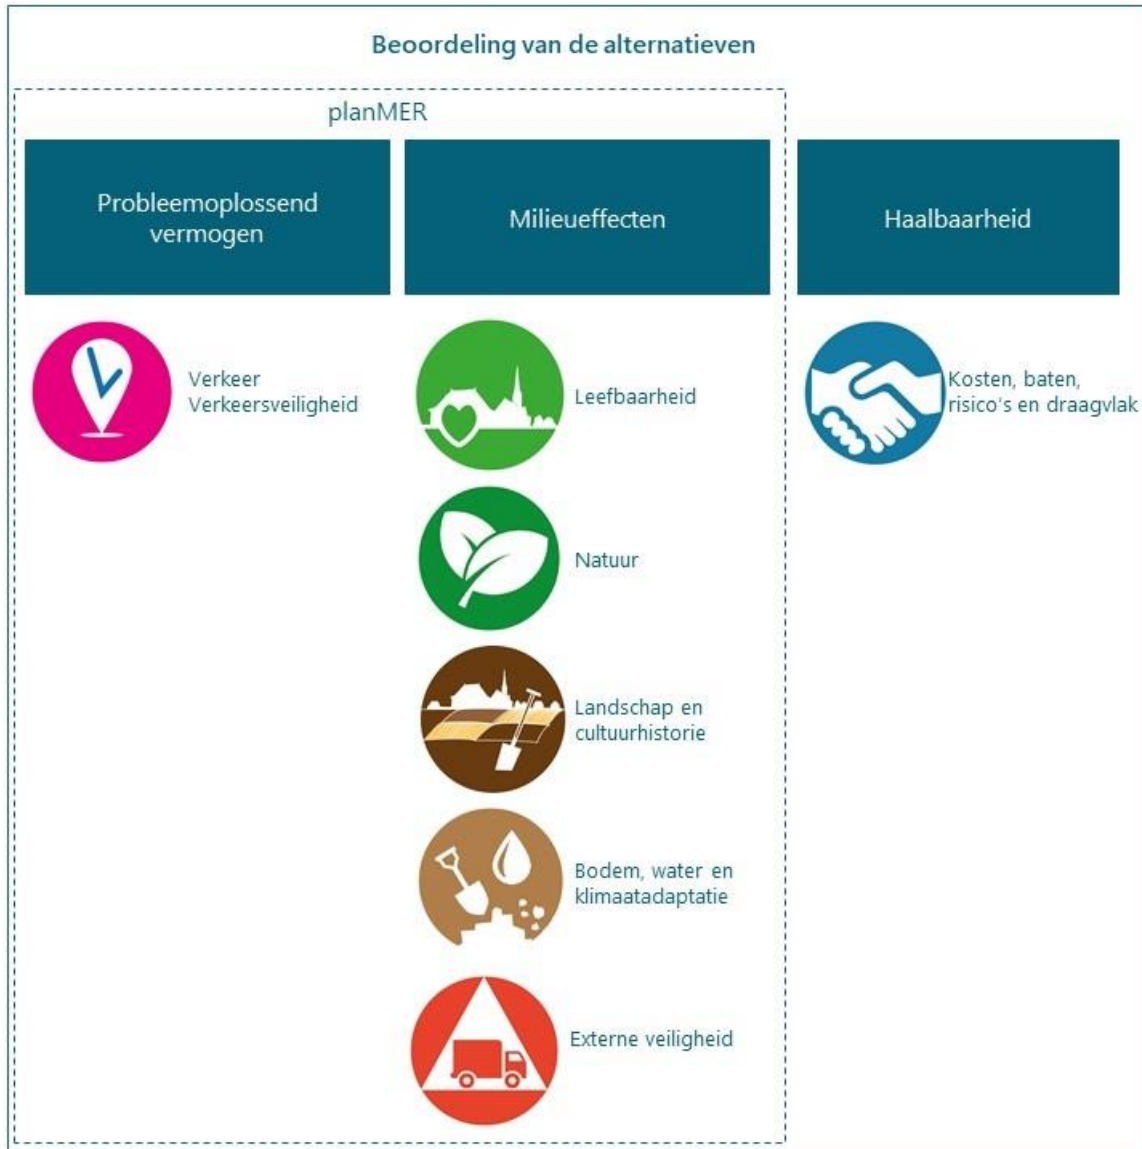 Beoordeling van de alternatieven
planMER
Probleemoplossend
vermogen
Milieueffecten
Haalbaarheid
Verkeer
Verkeersveiligheid
Leefbaarheid
Natuur
Landschap en
cultuurhistorie
Bodem, water en
klimaatadaptatie
Externe veiligheid
Kosten, baten,
risico's en draagvlak